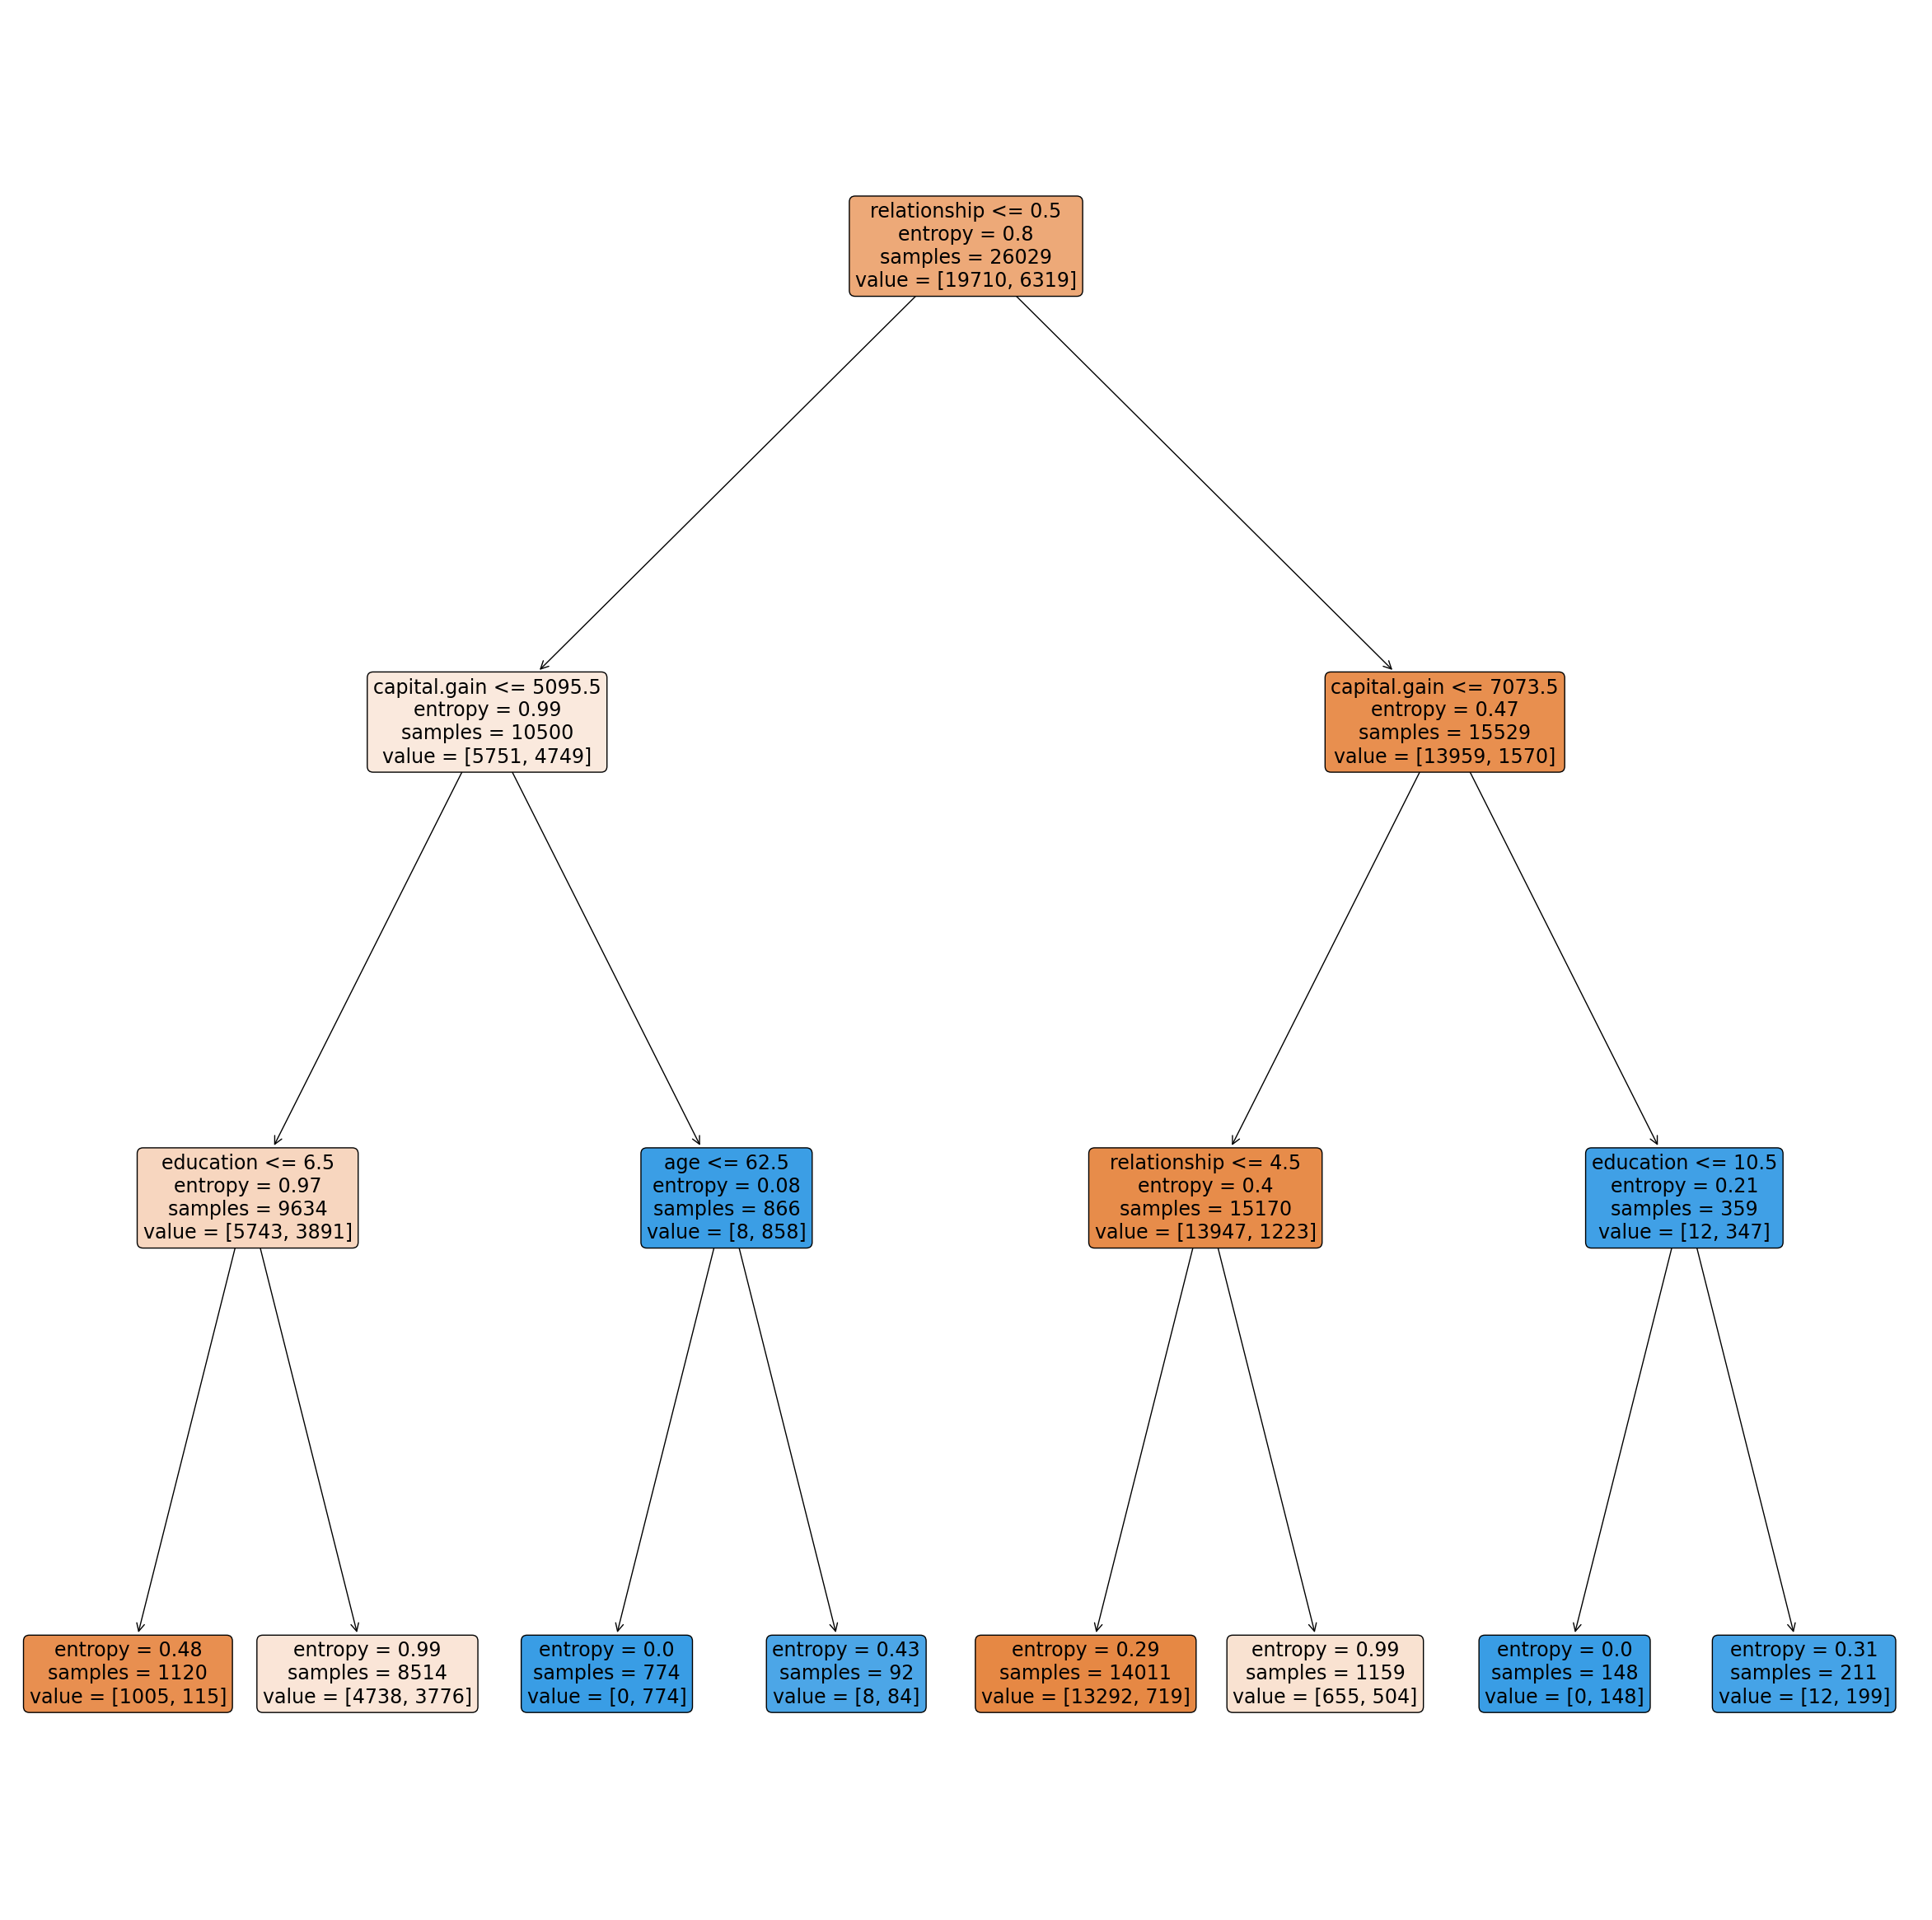 relationship <= 0.5
entropy = 0.8
samples = 26029
value = [19710, 6319]
capital.gain <= 5095.5
entropy = 0.99
samples = 10500
value = [5751, 4749]
capital.gain <= 7073.5
entropy = 0.47
samples = 15529
value = [13959, 1570]
education <= 6.5
entropy = 0.97
samples = 9634
value = [5743, 3891]
age <= 62.5
entropy = 0.08
samples = 866
value = [8, 858]
relationship <= 4.5
entropy = 0.4
samples = 15170
value = [13947, 1223]
education <= 10.5
entropy = 0.21
samples = 359
value = [12, 347]
entropy = 0.48
samples = 1120
value = [1005, 115]
entropy = 0.99
samples = 8514
value = [4738, 3776]
entropy = 0.0
samples = 774
value = [0, 774]
entropy = 0.43
samples = 92
value = [8, 84]
entropy = 0.29
samples = 14011
value = [13292, 719]
entropy = 0.99
samples = 1159
value = [655, 504]
entropy = 0.0
samples = 148
value = [0, 148]
entropy = 0.31
samples = 211
value = [12, 199]